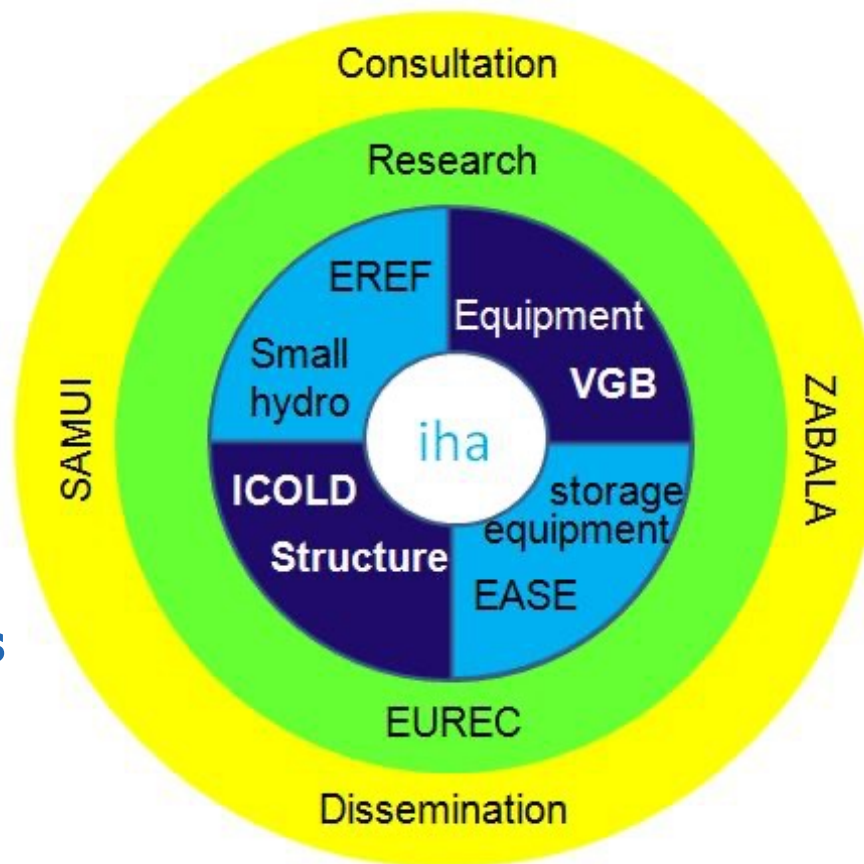 Consultation
Research
EREF
Small
hydro
Equipment
VGB
SAMUI
iha
ZABALA
ICOLD
Structure
storage
equipment
EASE
s
EUREC
Dissemination